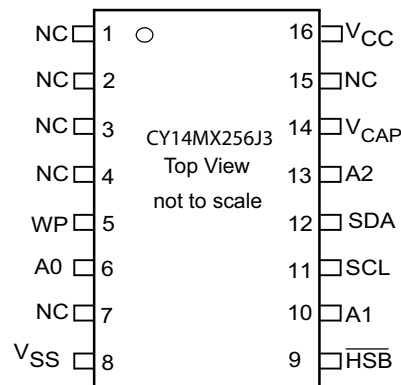 NC 1 16 VCC
NC 2 15 NC
NC 3 14 VCAP
CY14MX256J3
Top View
NC 4 13 A2
not to scale
WP 5 12 SDA
A0 6 11 SCL
NC 7 10 A1
VSS 8 9 HSB